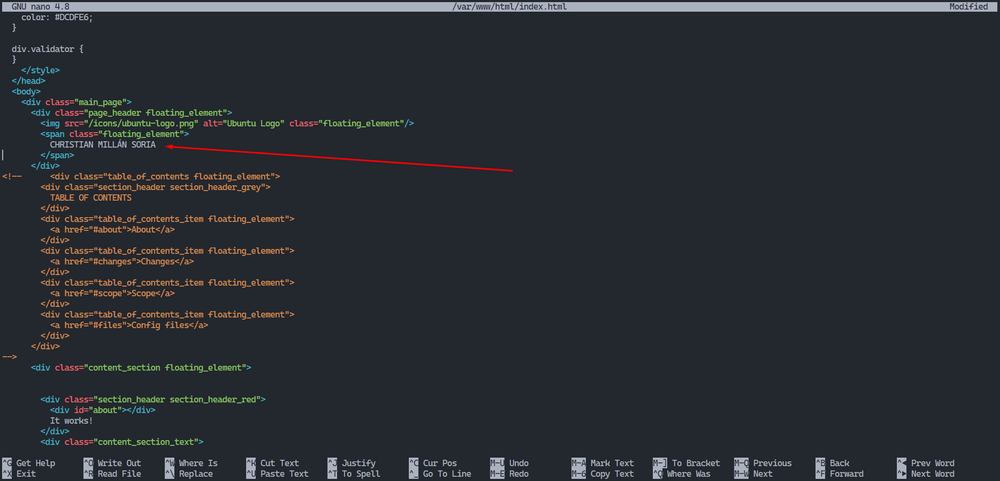 GNU nano 4.8 /var/www/html/index.html Modified
color: #DCDFE6;
}
div.validator {
}
</style>
</head>
<body>
<div class="main_page">
<div class="page_header floating_element">
<img src="/icons/ubuntu-logo.png" alt="Ubuntu Logo" class="floating_element"/>
<span class="floating_element">
CHRISTIAN MILLÁN SORIA
</span>
</div>
<!-- <div class="table_of_contents floating_element">
<div class="section_header section_header_grey">
TABLE OF CONTENTS
</div>
<div class="table_of_contents_item floating_element">
<a href="#about">About</a>
</div>
<div class="table_of_contents_item floating_element">
<a href="#changes">Changes</a>
</div>
<div class="table_of_contents_item floating_element">
<a href="#scope">Scope</a>
</div>
<div class="table_of_contents_item floating_element">
<a href="#files">Config files</a>
</div>
</div>
-->
<div class="content_section floating_element">
<div class="section_header section_header_red">
<div id="about"></div>
It works!
</div>
<div class="content_section_text">
^G Get Help ^O Write Out ^W Where Is ^K Cut Text ^J Justify ^C Cur Pos M-U Undo M-A Mark Text M-] To Bracket M-Q Previous ^B Back ^◄ Prev Word
^X Exit ^R Read File ^\ Replace ^U Paste Text ^T To Spell ^_ Go To Line M-E Redo M-6 Copy Text ^Q Where Was M-W Next ^F Forward ^► Next Word